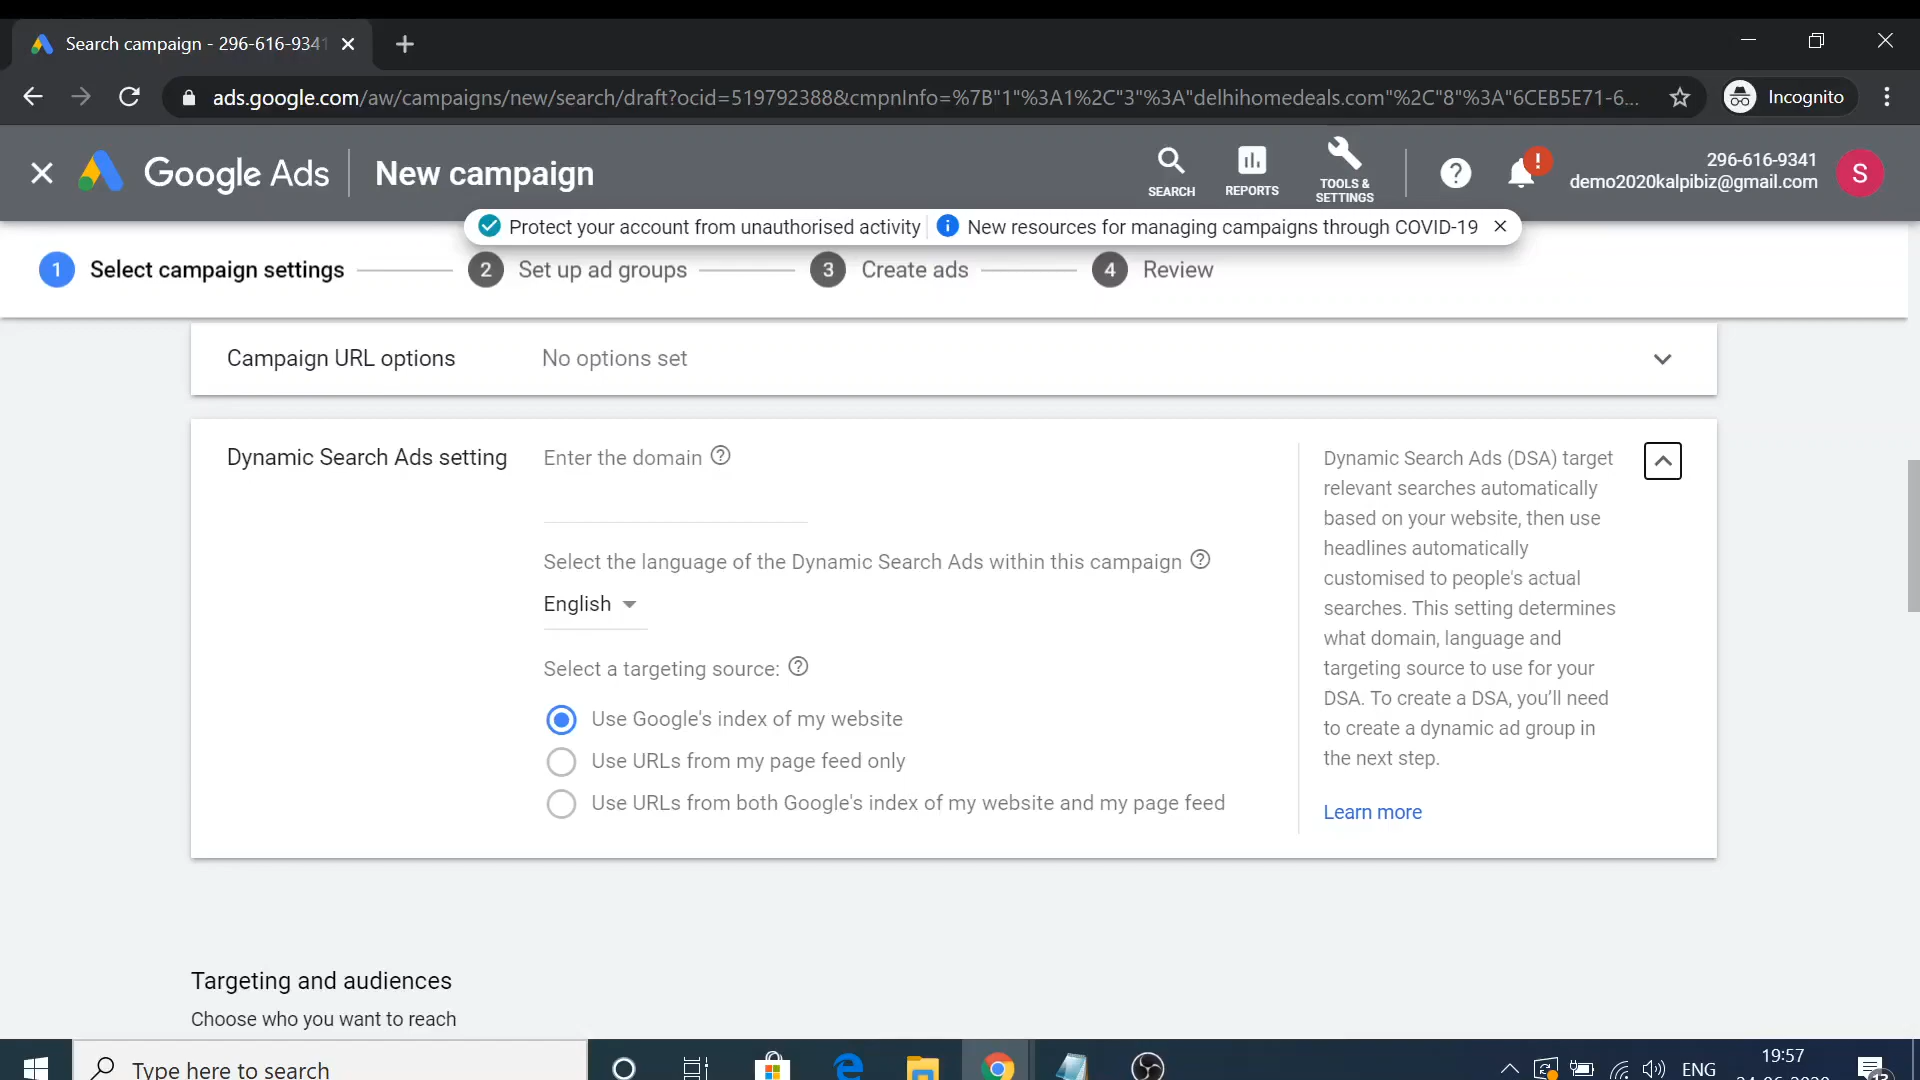 Search campaign - 296-616-9341
ads.google.com/aw/campaigns/new/search/draft?ocid=519792388&cmpnInfo=%7B"1"%3A1%2C"3"%3A"delhihomedeals.com"%2C"8"%3A"6CEB5E71-6...
Incognito
Google Ads
New campaign
SEARCH
REPORTS
TOOLS &
SETTINGS
?
!
296-616-9341
demo2020kalpibiz@gmail.com
S
Protect your account from unauthorised activity
New resources for managing campaigns through COVID-19
1 Select campaign settings
2 Set up ad groups
3 Create ads
4 Review
Campaign URL options
No options set
Dynamic Search Ads setting
Enter the domain ?
Select the language of the Dynamic Search Ads within this campaign ?
English
Select a targeting source: ?
Use Google's index of my website
Use URLs from my page feed only
Use URLs from both Google's index of my website and my page feed
Dynamic Search Ads (DSA) target
relevant searches automatically
based on your website, then use
headlines automatically
customised to people's actual
searches. This setting determines
what domain, language and
targeting source to use for your
DSA. To create a DSA, you'll need
to create a dynamic ad group in
the next step.
Learn more
Targeting and audiences
Choose who you want to reach
Type here to search
ENG
19:57